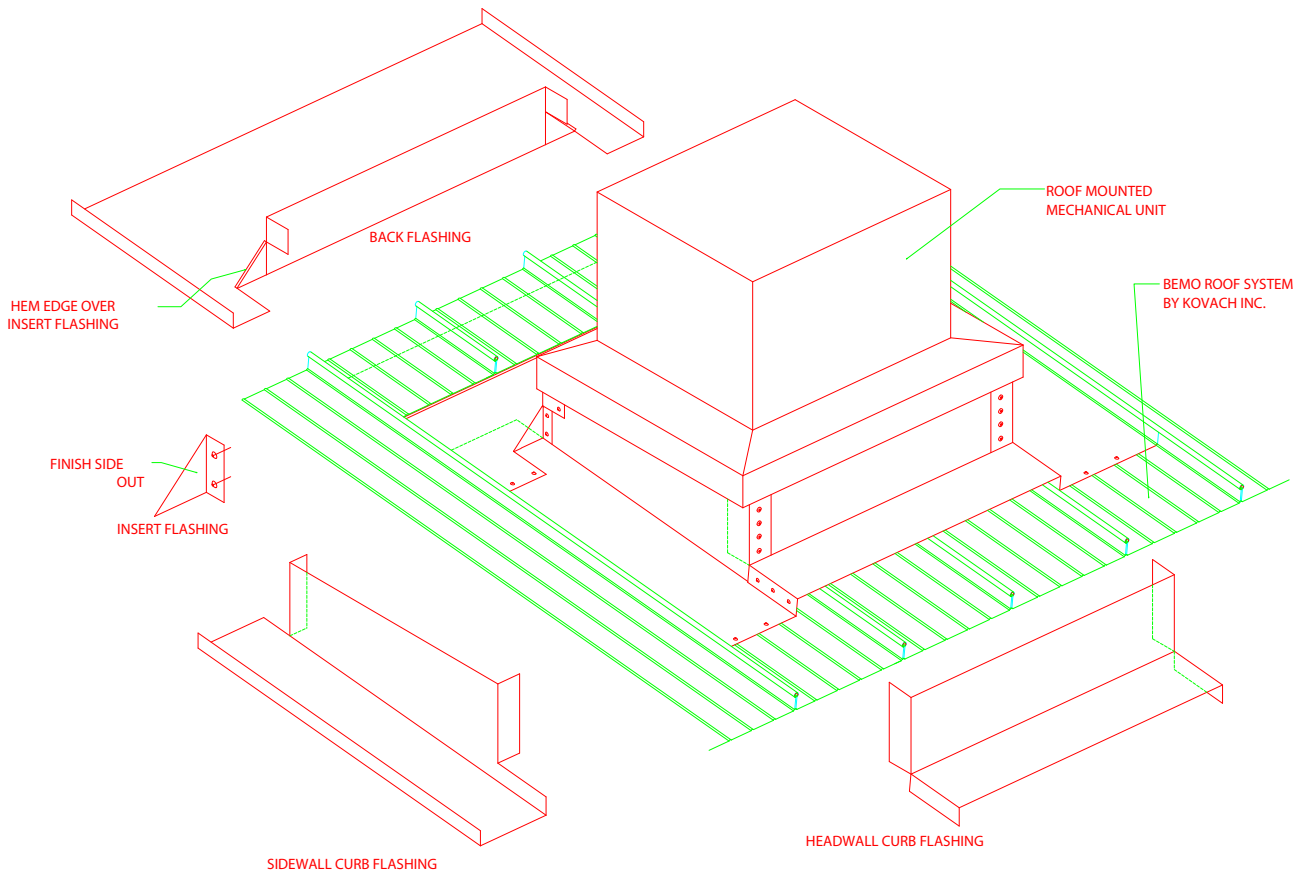 ROOF MOUNTED
MECHANICAL UNIT
BACK FLASHING
BEMO ROOF SYSTEM
BY KOVACH INC.
HEM EDGE OVER
INSERT FLASHING
FINISH SIDE
OUT
INSERT FLASHING
HEADWALL CURB FLASHING
SIDEWALL CURB FLASHING